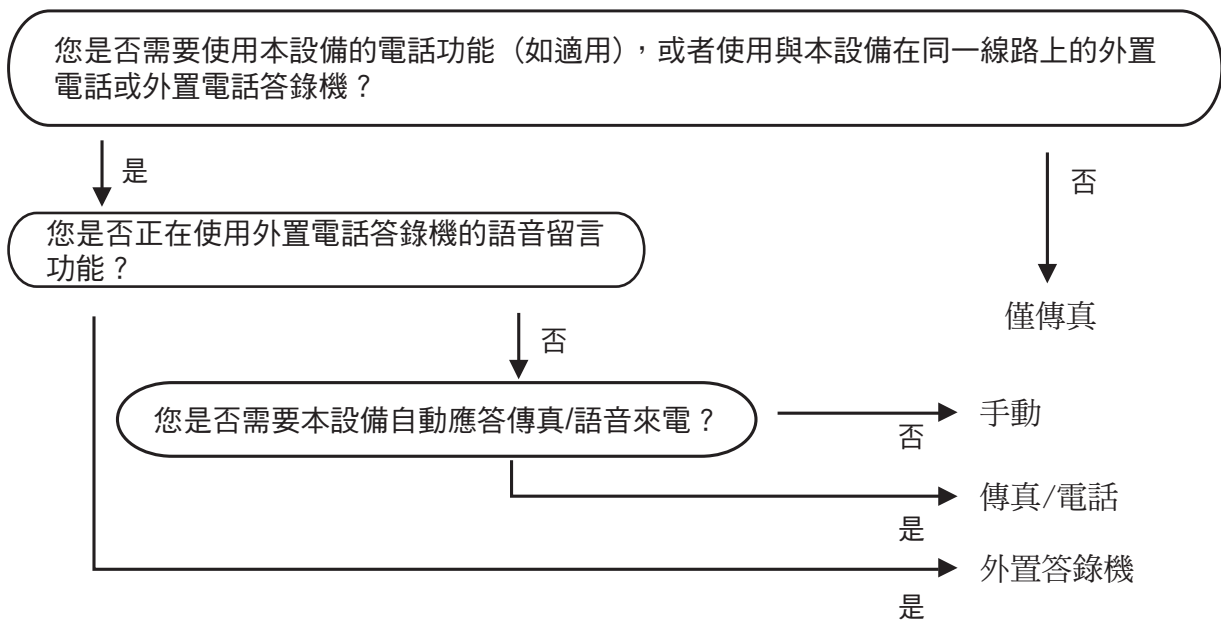 您是否需要使用本設備的電話功能（如適用），或者使用與本設備在同一線路上的外置
電話或外置電話答錄機？
是
否
您是否正在使用外置電話答錄機的語音留言
功能？
僅傳真
否
您是否需要本設備自動應答傳真/語音來電？
手動
否
傳真/電話
是
外置答錄機
是